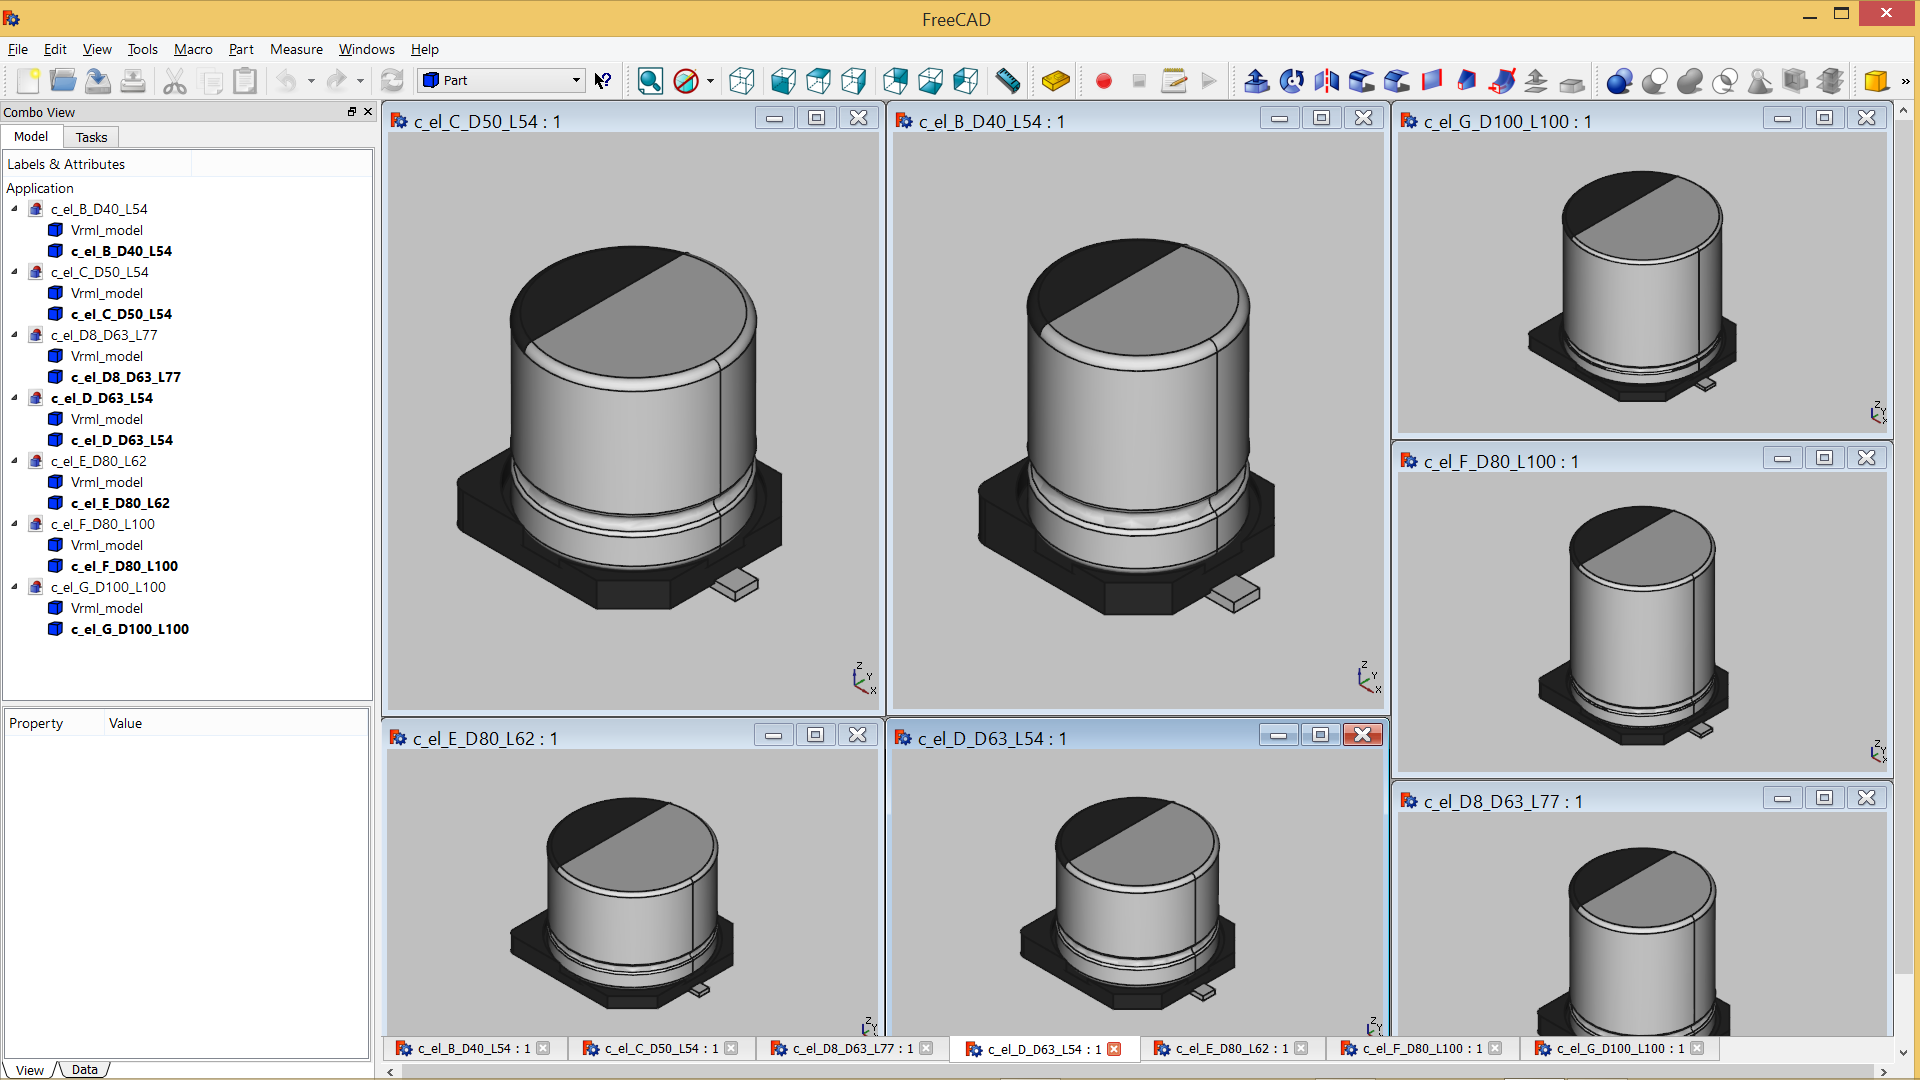 FreeCAD
File Edit View Tools Macro Part Measure Windows Help
Part
Combo View
Model Tasks
Labels & Attributes
Application
c_el_B_D40_L54
Vrml_model
c_el_B_D40_L54
c_el_C_D50_L54
Vrml_model
c_el_C_D50_L54
c_el_D8_D63_L77
Vrml_model
c_el_D8_D63_L77
c_el_D_D63_L54
Vrml_model
c_el_D_D63_L54
c_el_E_D80_L62
Vrml_model
c_el_E_D80_L62
c_el_F_D80_L100
Vrml_model
c_el_F_D80_L100
c_el_G_D100_L100
Vrml_model
c_el_G_D100_L100
Property Value
View Data
c_el_C_D50_L54 : 1
Z
Y
X
c_el_B_D40_L54 : 1
Z
Y
X
c_el_G_D100_L100 : 1
Z
Y
X
c_el_F_D80_L100 : 1
Z
Y
X
c_el_E_D80_L62 : 1
Z
Y
c_el_D_D63_L54 : 1
Z
Y
c_el_D8_D63_L77 : 1
c_el_B_D40_L54 : 1 c_el_C_D50_L54 : 1 c_el_D8_D63_L77 : 1 c_el_D_D63_L54 : 1 c_el_E_D80_L62 : 1 c_el_F_D80_L100 : 1 c_el_G_D100_L100 : 1